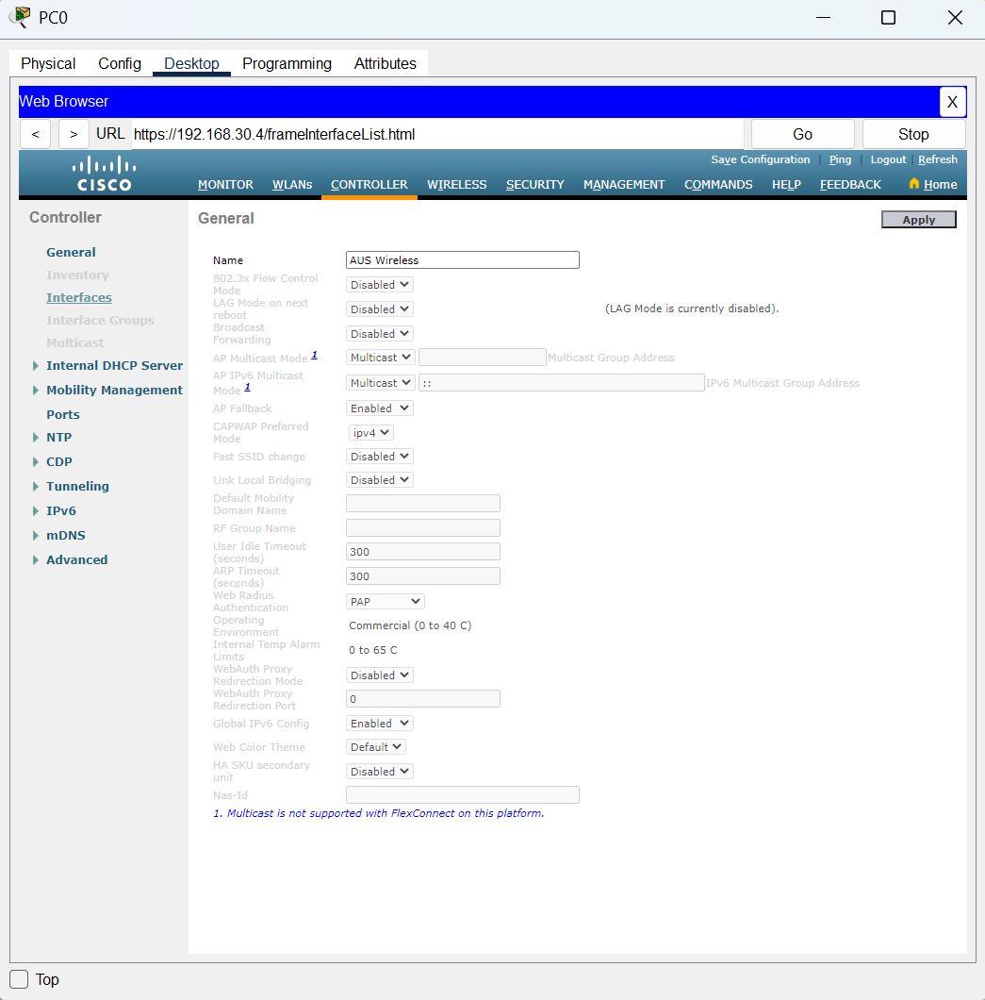 PC0
Physical Config Desktop Programming Attributes
Web Browser X
< > URL https://192.168.30.4/frameInterfaceList.html Go Stop
Save Configuration | Ping | Logout | Refresh
CISCO MONITOR WLANs CONTROLLER WIRELESS SECURITY MANAGEMENT COMMANDS HELP FEEDBACK Home
Controller
General
Inventory
Interfaces
Interface Groups
Multicast
Internal DHCP Server
Mobility Management
Ports
NTP
CDP
Tunneling
IPv6
mDNS
Advanced
General Apply
Name AUS Wireless
802.3x Flow Control
Mode Disabled
LAG Mode on next
reboot Disabled (LAG Mode is currently disabled).
Broadcast
Forwarding Disabled
AP Multicast Mode 1 Multicast Multicast Group Address
AP IPv6 Multicast
Mode 1 Multicast :: IPv6 Multicast Group Address
AP Fallback Enabled
CAPWAP Preferred
Mode ipv4
Fast SSID change Disabled
Link Local Bridging Disabled
Default Mobility
Domain Name
RF Group Name
User Idle Timeout
(seconds) 300
ARP Timeout
(seconds) 300
Web Radius
Authentication PAP
Operating
Environment Commercial (0 to 40 C)
Internal Temp Alarm
Limits 0 to 65 C
WebAuth Proxy
Redirection Mode Disabled
WebAuth Proxy
Redirection Port 0
Global IPv6 Config Enabled
Web Color Theme Default
HA SKU secondary
unit Disabled
Nas-Id
1. Multicast is not supported with FlexConnect on this platform.
Top